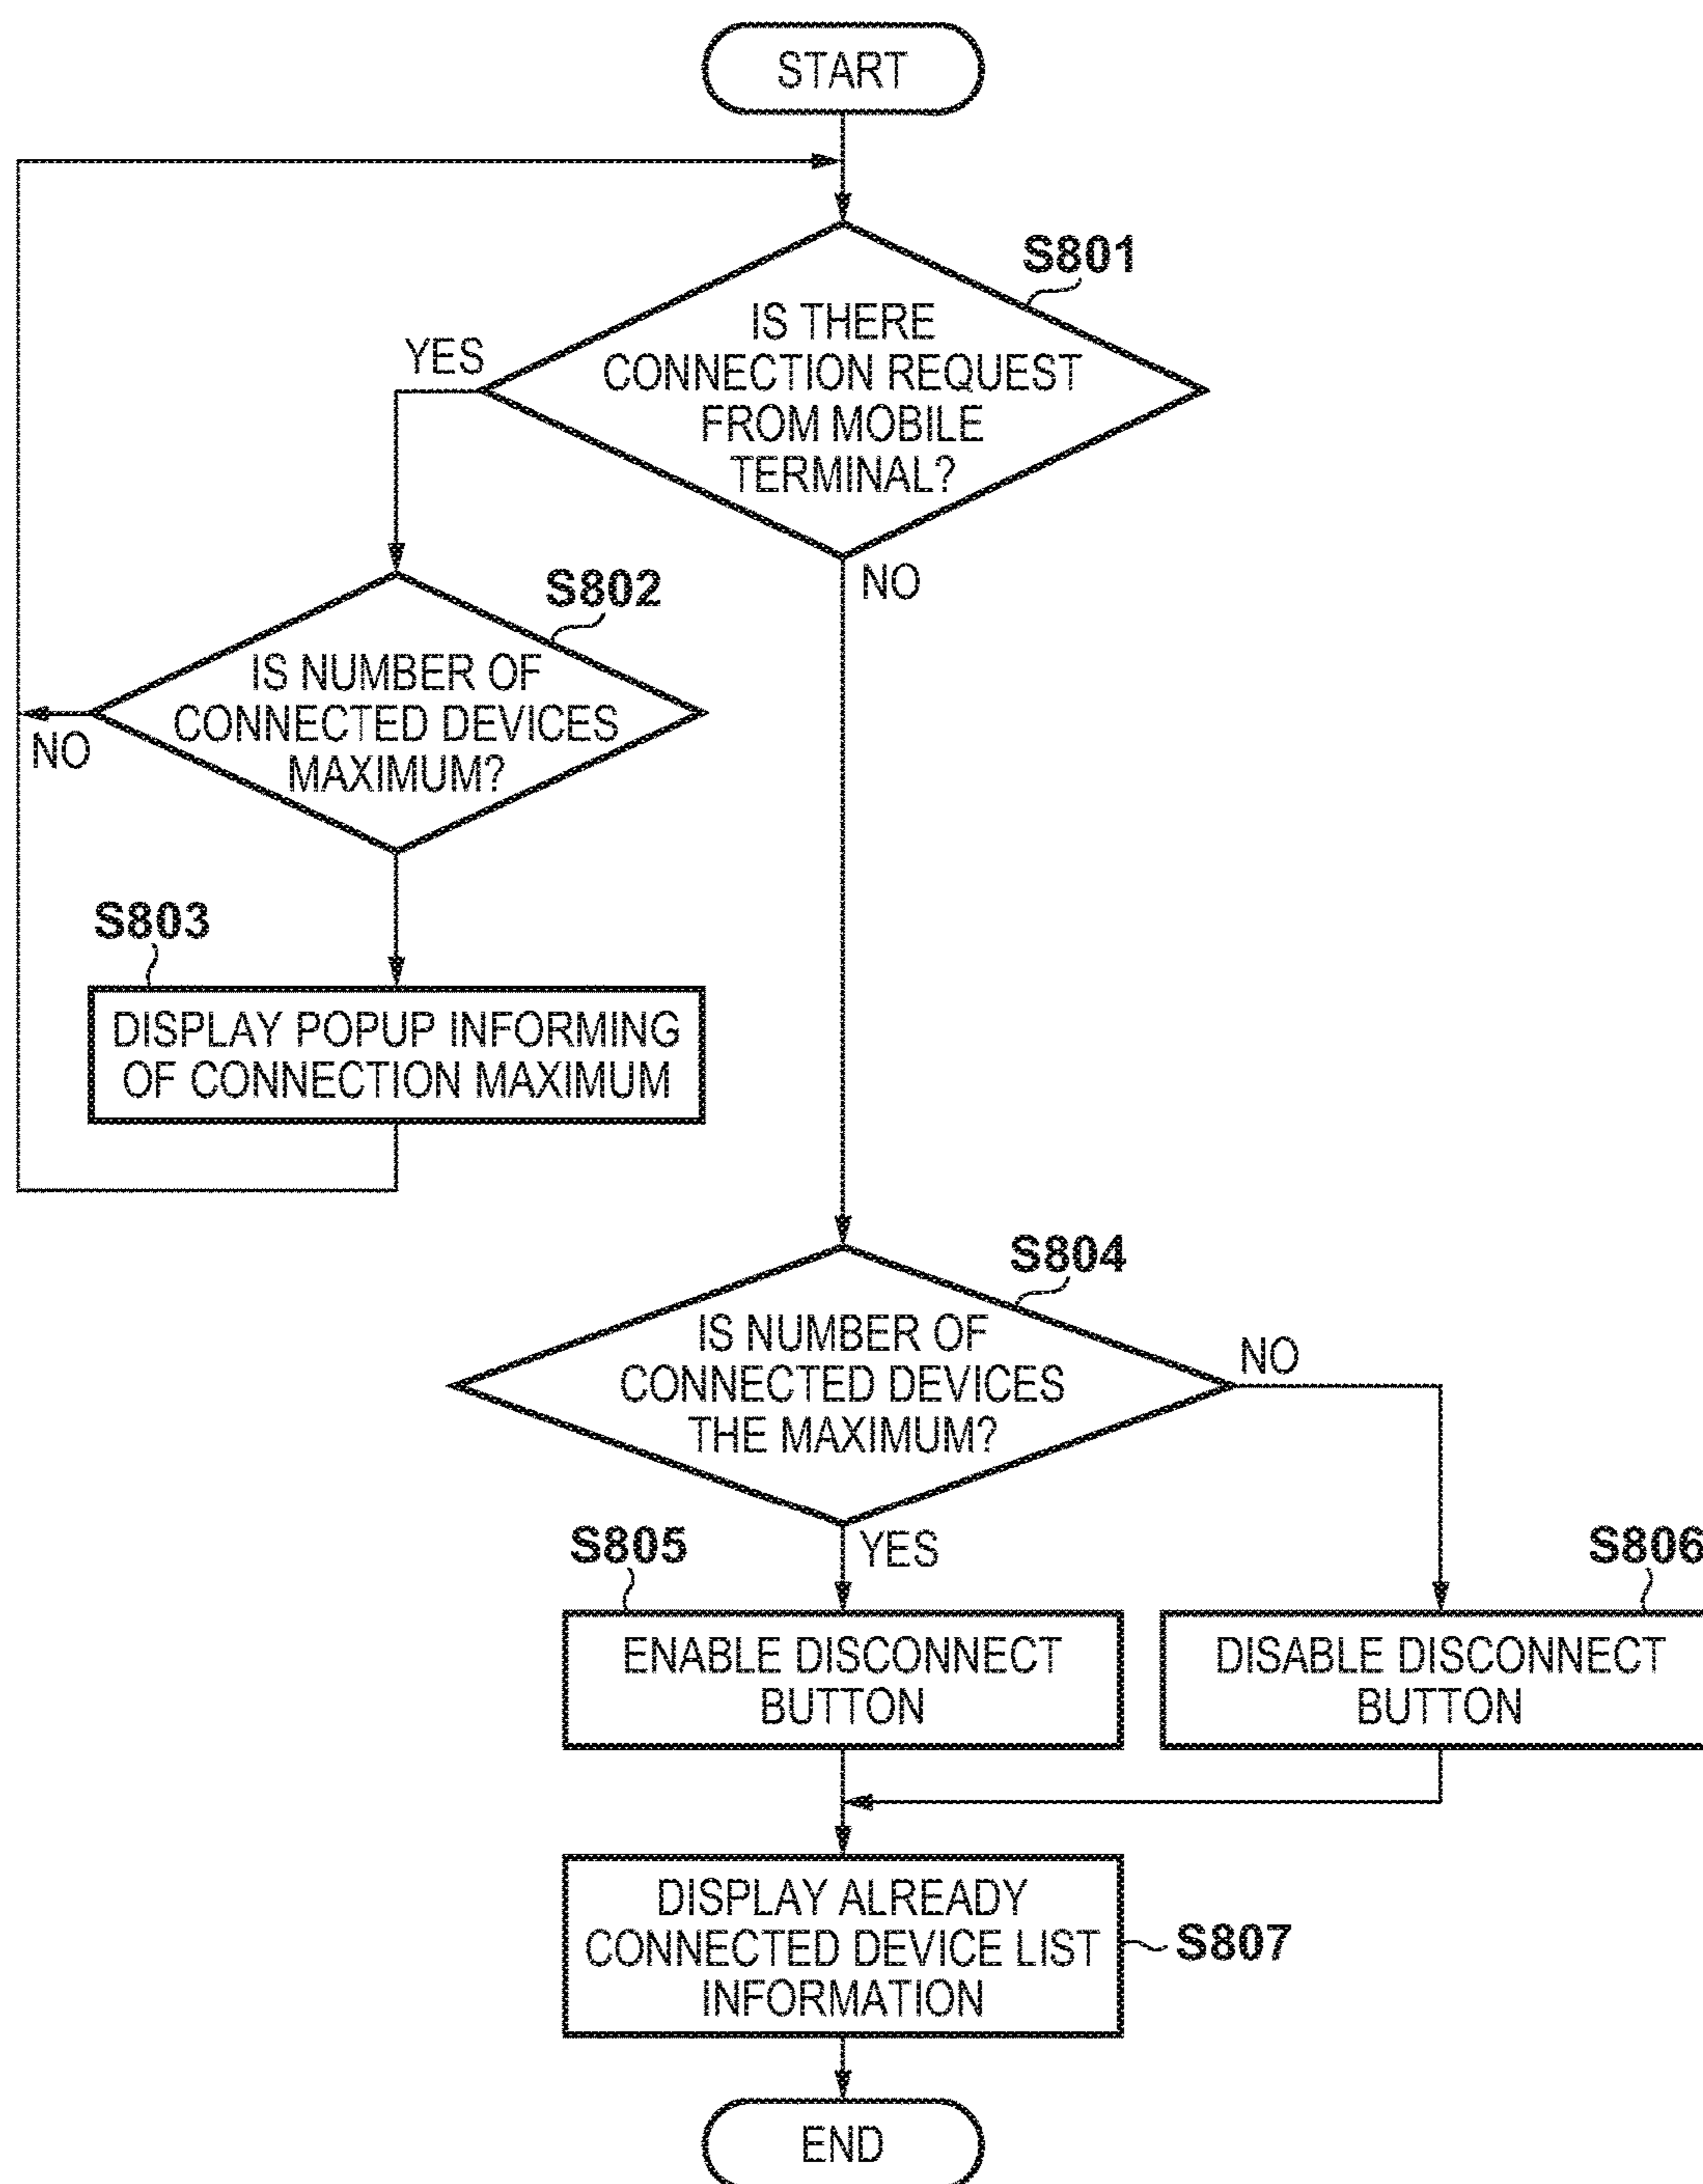 START
S801
IS THERE
CONNECTION REQUEST
FROM MOBILE
TERMINAL?
YES
NO
S802
IS NUMBER OF
CONNECTED DEVICES
MAXIMUM?
NO
S803
DISPLAY POPUP INFORMING
OF CONNECTION MAXIMUM
S804
IS NUMBER OF
CONNECTED DEVICES
THE MAXIMUM?
NO
YES
S805
ENABLE DISCONNECT
BUTTON
S806
DISABLE DISCONNECT
BUTTON
DISPLAY ALREADY
CONNECTED DEVICE LIST
INFORMATION
S807
END